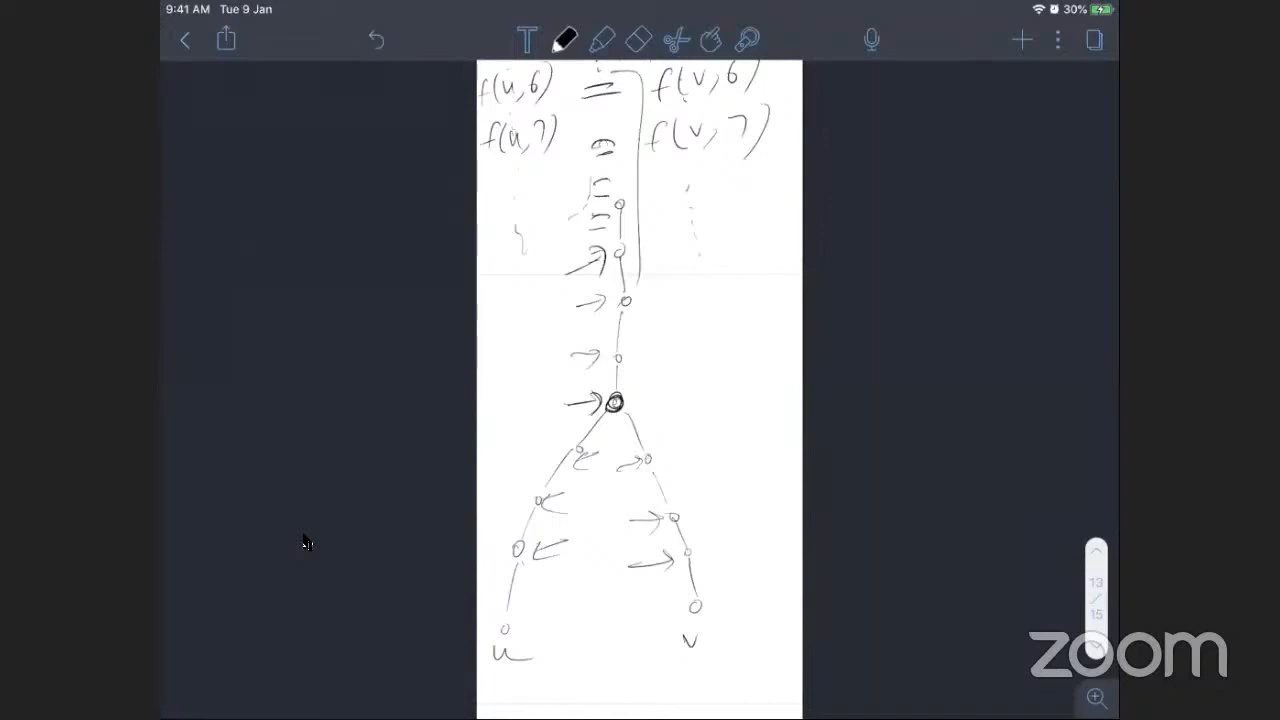 9:41 AM Tue 9 Jan
30%
T
f(u,6) = f(v,6)
f(u,7) = f(v,7)
=
=
u
v
13
/
15
zoom